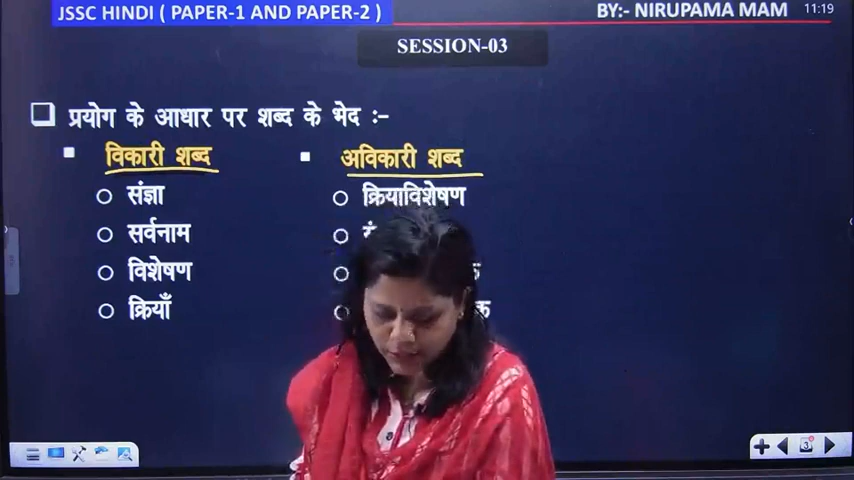 JSSC HINDI ( PAPER-1 AND PAPER-2 )
BY:- NIRUPAMA MAM
11:19
SESSION-03
प्रयोग के आधार पर शब्द के भेद :-
विकारी शब्द
संज्ञा
सर्वनाम
विशेषण
क्रियाँ
अविकारी शब्द
क्रियाविशेषण
3